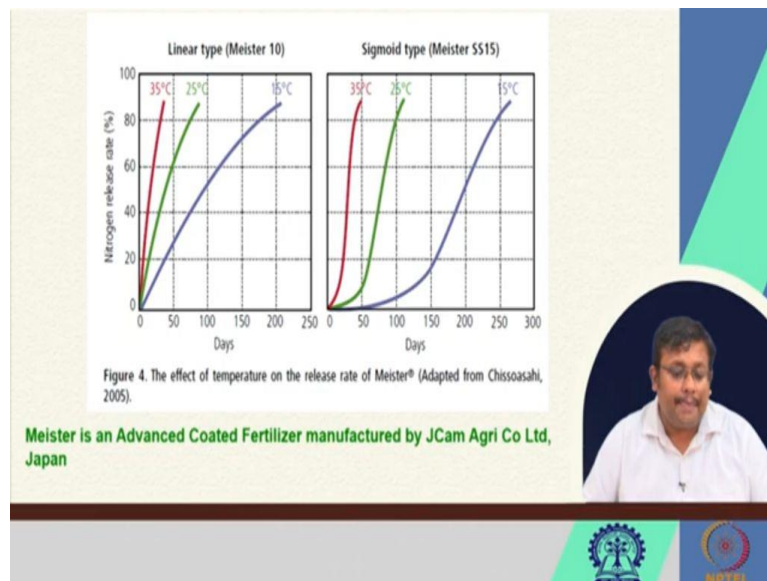 Linear type (Meister 10)
Sigmoid type (Meister SS15)
Nitrogen release rate (%)
100
80
60
40
20
0
35°C 25°C 15°C
0 50 100 150 200 250
Days
35°C 25°C 15°C
0 50 100 150 200 250 300
Days
Figure 4. The effect of temperature on the release rate of Meister® (Adapted from Chissoasahi,
2005).
Meister is an Advanced Coated Fertilizer manufactured by JCam Agri Co Ltd,
Japan
NPTEL